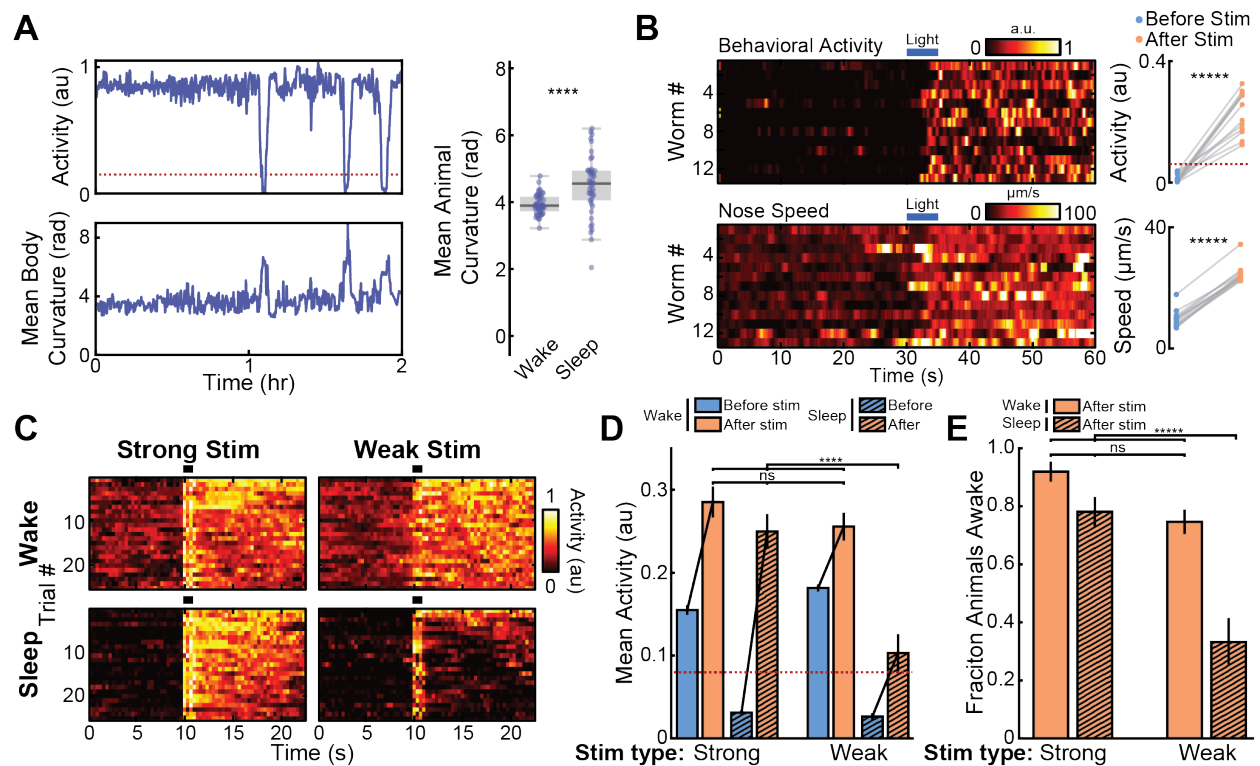 A
Activity (au)
1
0
Mean Body
Curvature (rad)
8
4
0
0
1
2
Time (hr)
Mean Animal
Curvature (rad)
8
6
4
2
0
****
Wake
Sleep
B
Behavioral Activity
Light
a.u.
0
1
Before Stim
After Stim
Worm #
4
8
12
Activity (au)
0.4
0
*****
Nose Speed
Light
µm/s
0
100
Worm #
4
8
12
0
10
20
30
40
50
60
Time (s)
Speed (µm/s)
40
0
*****
C
Strong Stim
Weak Stim
Wake
Sleep
Trial #
10
20
10
20
1
0
Activity (au)
0
5
10
15
20
0
5
10
15
20
Time (s)
D
Wake
Before stim
After stim
Sleep
Before
After
Mean Activity (au)
0.3
0.2
0.1
0
****
ns
Stim type: Strong
Weak
E
Wake
After stim
Sleep
After stim
Fraciton Animals Awake
1.0
0.8
0.6
0.4
0.2
0
*****
ns
Stim type: Strong
Weak